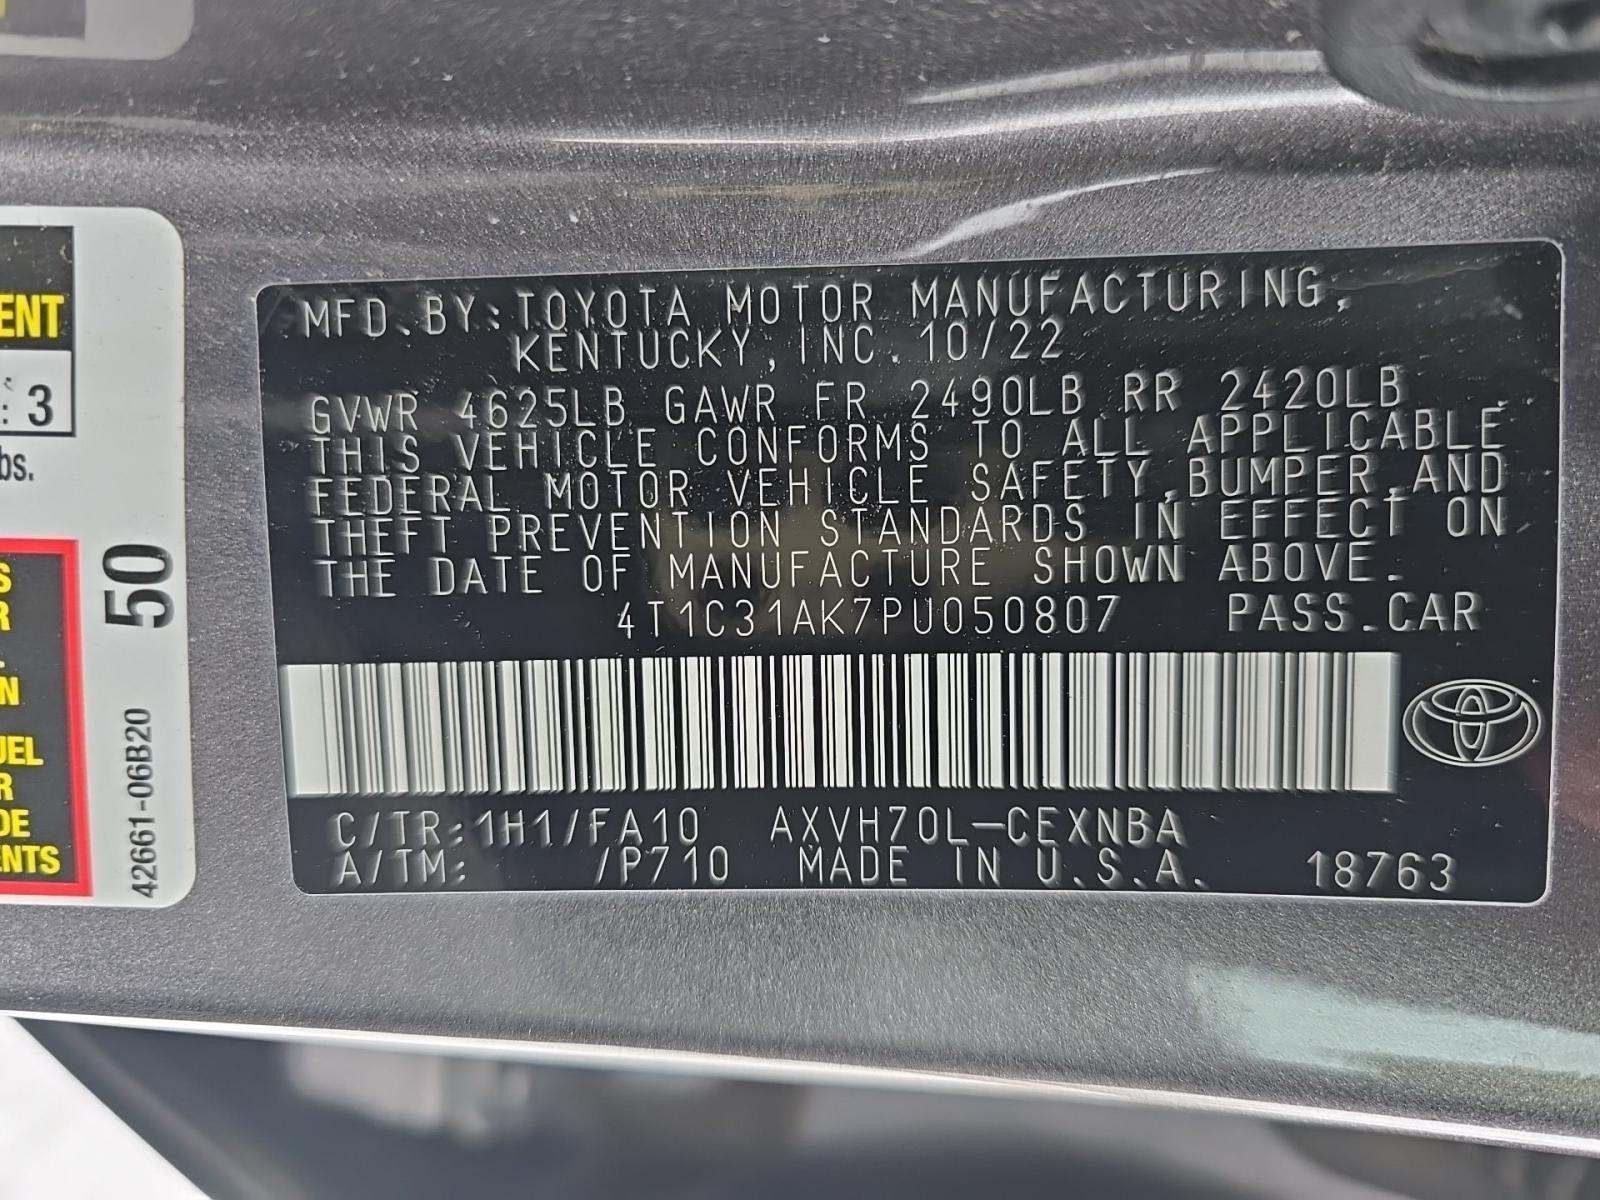 MFD.BY:TOYOTA MOTOR MANUFACTURING,
KENTUCKY,INC.10/22
GVWR 4625LB GAWR FR 2490LB RR 2420LB
THIS VEHICLE CONFORMS TO ALL APPLICABLE
FEDERAL MOTOR VEHICLE SAFETY,BUMPER,AND
THEFT PREVENTION STANDARDS IN EFFECT ON
THE DATE OF MANUFACTURE SHOWN ABOVE.
4T1C31AK7PU050807 PASS.CAR
C/TR:1H1/FA10 AXVH70L-CEXNBA
A/TM: /P710 MADE IN U.S.A. 18763
ENT
: 3
bs.
50
42661-06B20
S
R
N
UEL
R
DE
ENTS